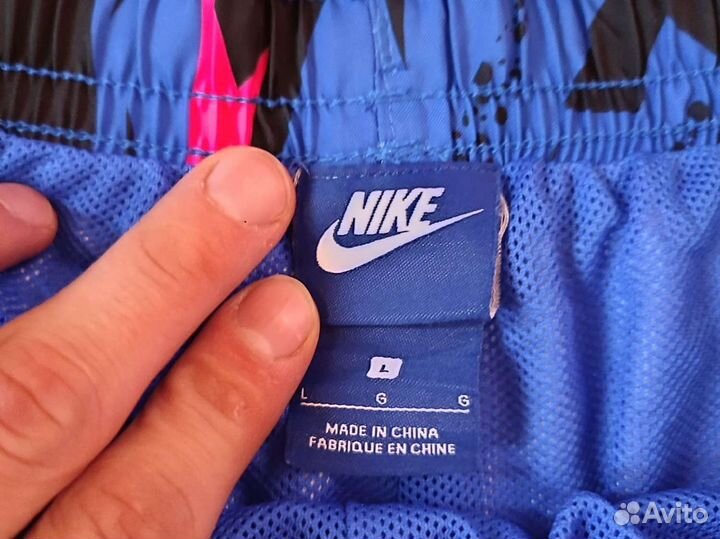 NIKE
L
L G G
MADE IN CHINA
FABRIQUE EN CHINE
Avito